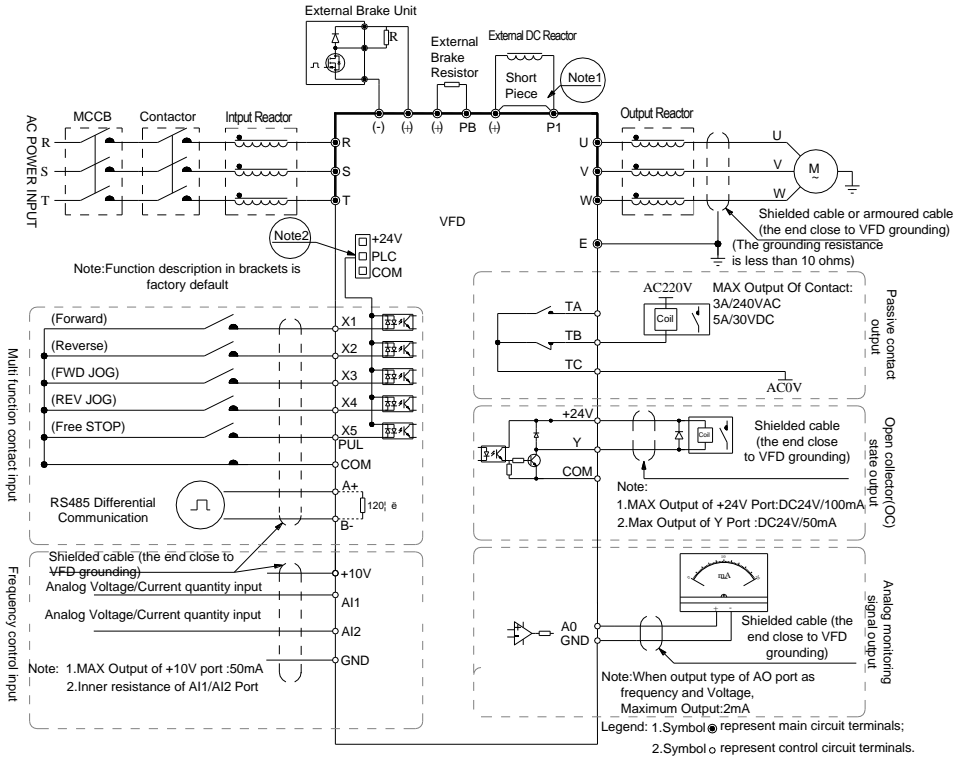 External Brake Unit
R
External
Brake
Resistor
External DC Reactor
Short
Piece
Note1
(-)
(+)
(+)
PB
(+)
P1
AC POWER INPUT
MCCB
Contactor
Intput Reactor
R
S
T
R
S
T
VFD
Output Reactor
U
V
W
U
V
W
M
~
E
Shielded cable or armoured cable
(the end close to VFD grounding)
(The grounding resistance
is less than 10 ohms)
Note2
+24V
PLC
COM
Note:Function description in brackets is
factory default
Multi function contact input
(Forward)
X1
(Reverse)
X2
(FWD JOG)
X3
(REV JOG)
X4
(Free STOP)
X5
PUL
COM
RS485 Differential
Communication
A+
120¦ ë
B-
Shielded cable (the end close to
VFD grounding)
Frequency control input
+10V
Analog Voltage/Current quantity input
AI1
Analog Voltage/Current quantity input
AI2
GND
Note: 1.MAX Output of +10V port :50mA
2.Inner resistance of AI1/AI2 Port
Passive contact
output
TA
TB
TC
AC220V
Coil
MAX Output Of Contact:
3A/240VAC
5A/30VDC
AC0V
Open collector(OC)
state output
+24V
Y
COM
Coil
Shielded cable
(the end close
to VFD grounding)
Note:
1.MAX Output of +24V Port:DC24V/100mA
2.Max Output of Y Port :DC24V/50mA
Analog monitoring
signal output
mA
+ -
A0
GND
Shielded cable (the
end close to VFD
grounding)
Note:When output type of AO port as
frequency and Voltage,
Maximum Output:2mA
Legend: 1.Symbol represent main circuit terminals;
2.Symbol represent control circuit terminals.